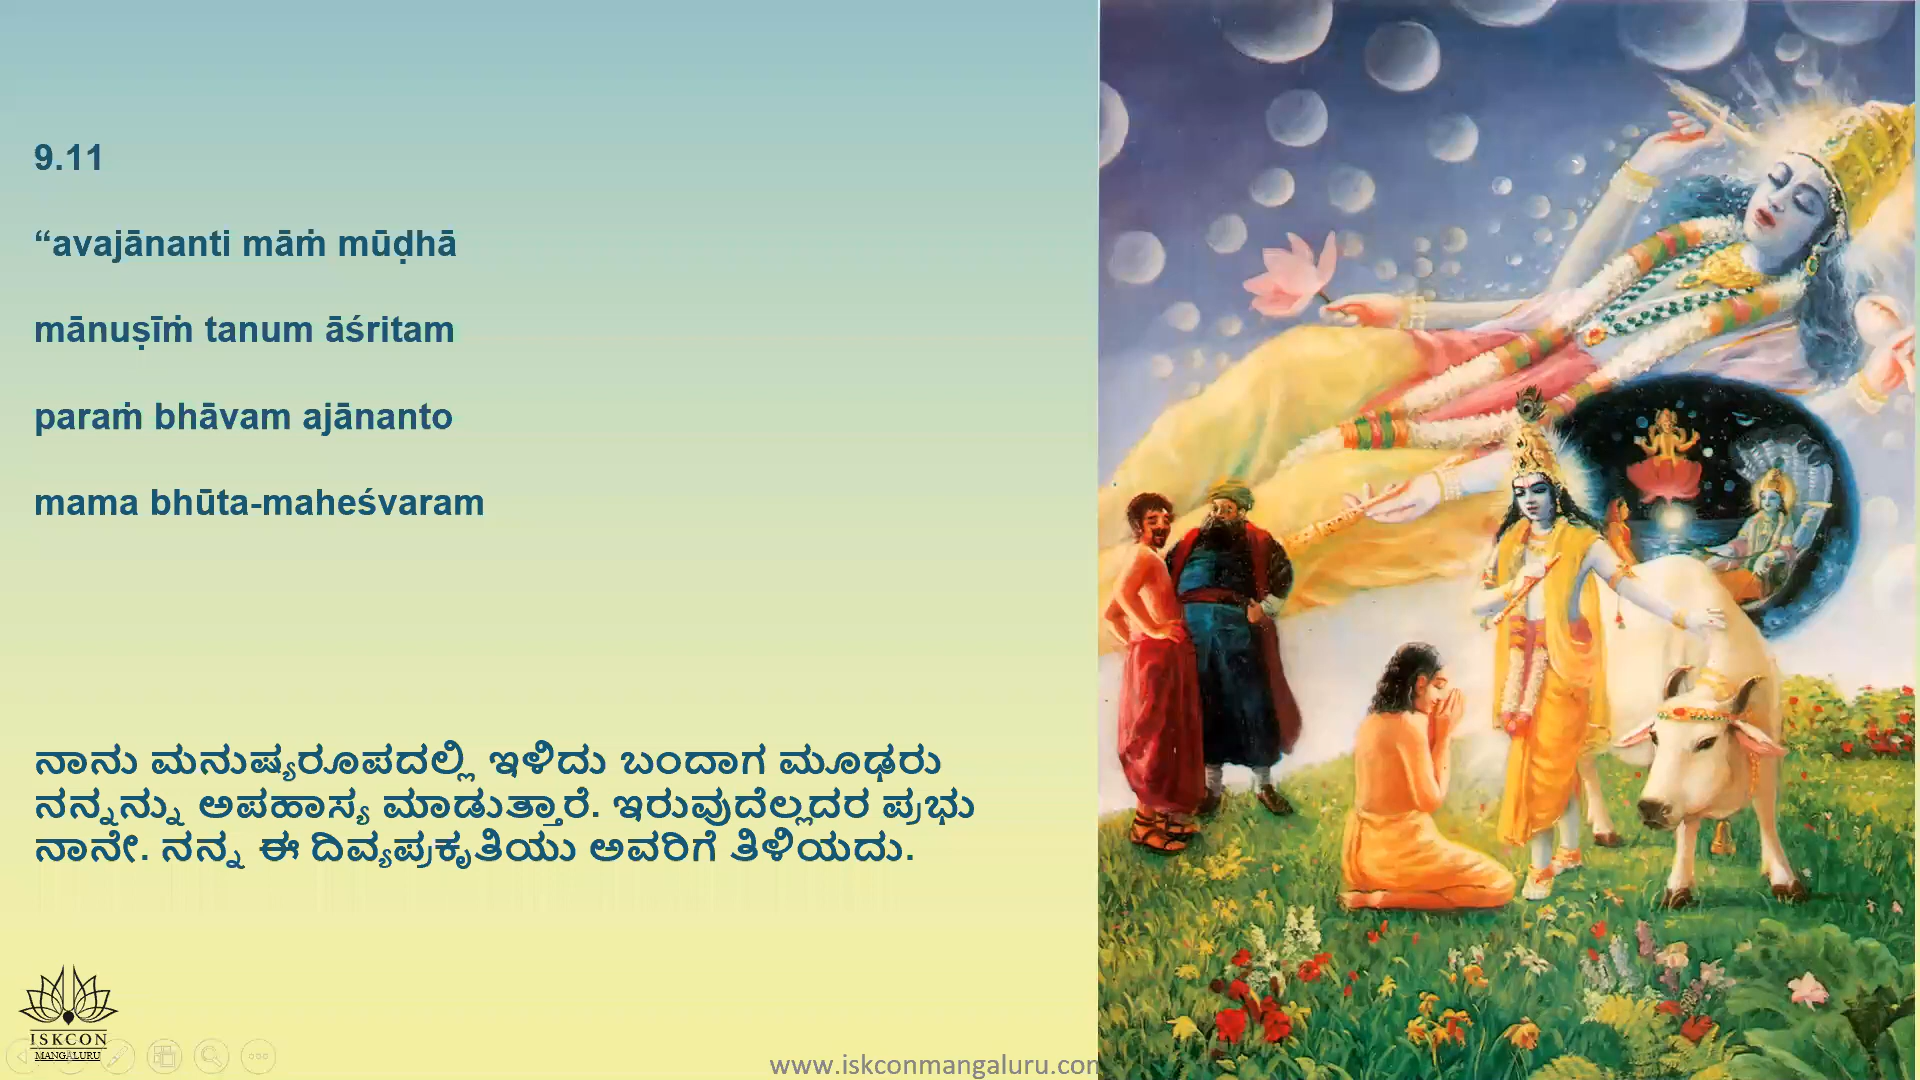 9.11
“avajānanti māṁ mūḍhā
mānuṣīṁ tanum āśritam
paraṁ bhāvam ajānanto
mama bhūta-maheśvaram
ನಾನು ಮನುಷ್ಯರೂಪದಲ್ಲಿ ಇಳಿದು ಬಂದಾಗ ಮೂಢರು
ನನ್ನನ್ನು ಅಪಹಾಸ್ಯ ಮಾಡುತ್ತಾರೆ. ಇರುವುದೆಲ್ಲದರ ಪ್ರಭು
ನಾನೇ. ನನ್ನ ಈ ದಿವ್ಯಪ್ರಕೃತಿಯು ಅವರಿಗೆ ತಿಳಿಯದು.
ISKCON
MANGALURU
www.iskconmangaluru.com